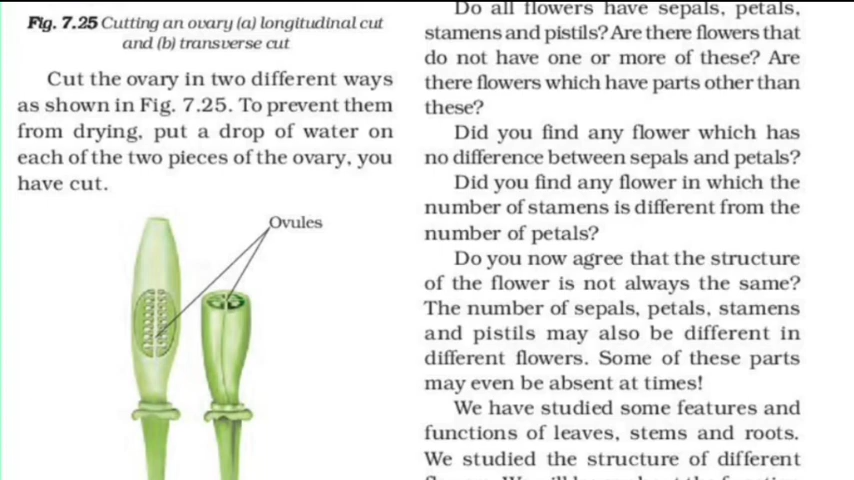 Fig. 7.25 Cutting an ovary (a) longitudinal cut
and (b) transverse cut
Cut the ovary in two different ways
as shown in Fig. 7.25. To prevent them
from drying, put a drop of water on
each of the two pieces of the ovary, you
have cut.
Ovules
Do all flowers have sepals, petals,
stamens and pistils? Are there flowers that
do not have one or more of these? Are
there flowers which have parts other than
these?
Did you find any flower which has
no difference between sepals and petals?
Did you find any flower in which the
number of stamens is different from the
number of petals?
Do you now agree that the structure
of the flower is not always the same?
The number of sepals, petals, stamens
and pistils may also be different in
different flowers. Some of these parts
may even be absent at times!
We have studied some features and
functions of leaves, stems and roots.
We studied the structure of different